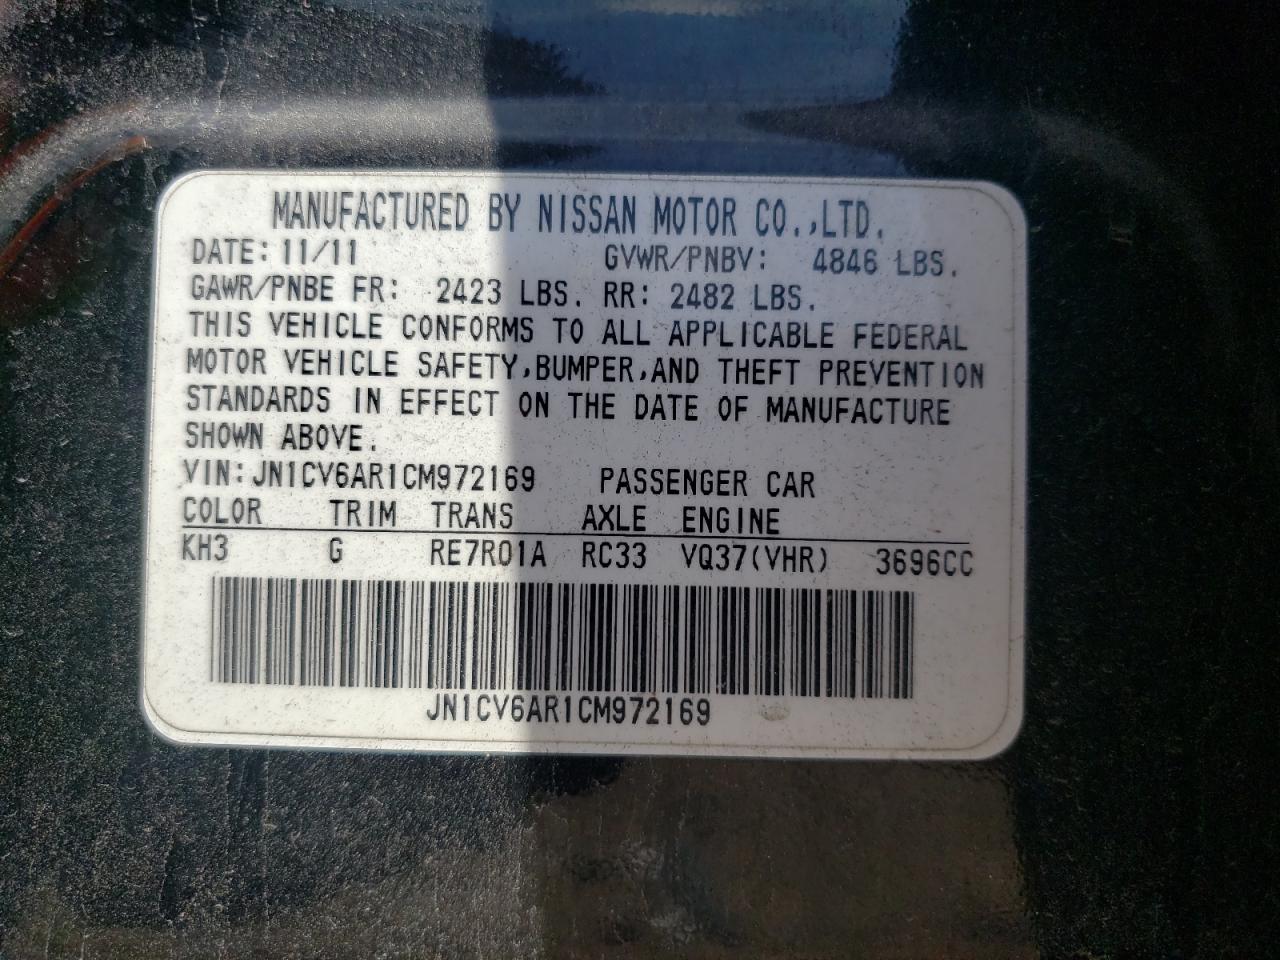 MANUFACTURED BY NISSAN MOTOR CO.,LTD.
DATE: 11/11 GVWR/PNBV: 4846 LBS.
GAWR/PNBE FR: 2423 LBS. RR: 2482 LBS.
THIS VEHICLE CONFORMS TO ALL APPLICABLE FEDERAL
MOTOR VEHICLE SAFETY,BUMPER,AND THEFT PREVENTION
STANDARDS IN EFFECT ON THE DATE OF MANUFACTURE
SHOWN ABOVE.
VIN:JN1CV6AR1CM972169 PASSENGER CAR
COLOR TRIM TRANS AXLE ENGINE
KH3 G RE7R01A RC33 VQ37(VHR) 3696CC
JN1CV6AR1CM972169